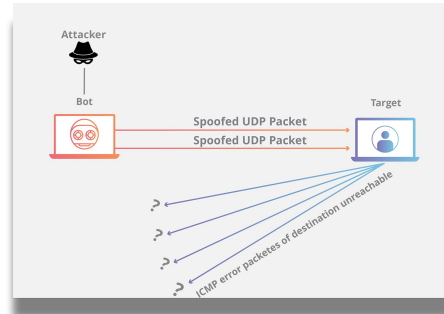 Attacker
Bot
Target
Spoofed UDP Packet
Spoofed UDP Packet
?
?
?
?
ICMP error packetes of destination unreachable